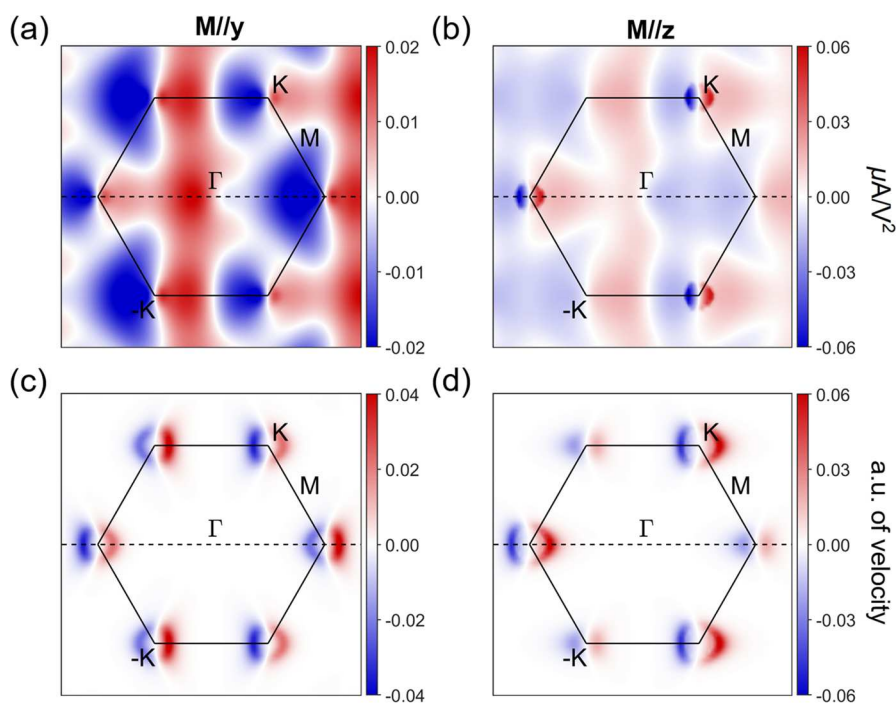 (a) M//y
K
M
Γ
-K
0.02
0.01
0.00
-0.01
-0.02
(b) M//z
K
M
Γ
-K
0.06
0.03
0.00
-0.03
-0.06
μA/V²
(c)
K
M
Γ
-K
0.04
0.02
0.00
-0.02
-0.04
(d)
K
M
Γ
-K
0.06
0.03
0.00
-0.03
-0.06
a.u. of velocity